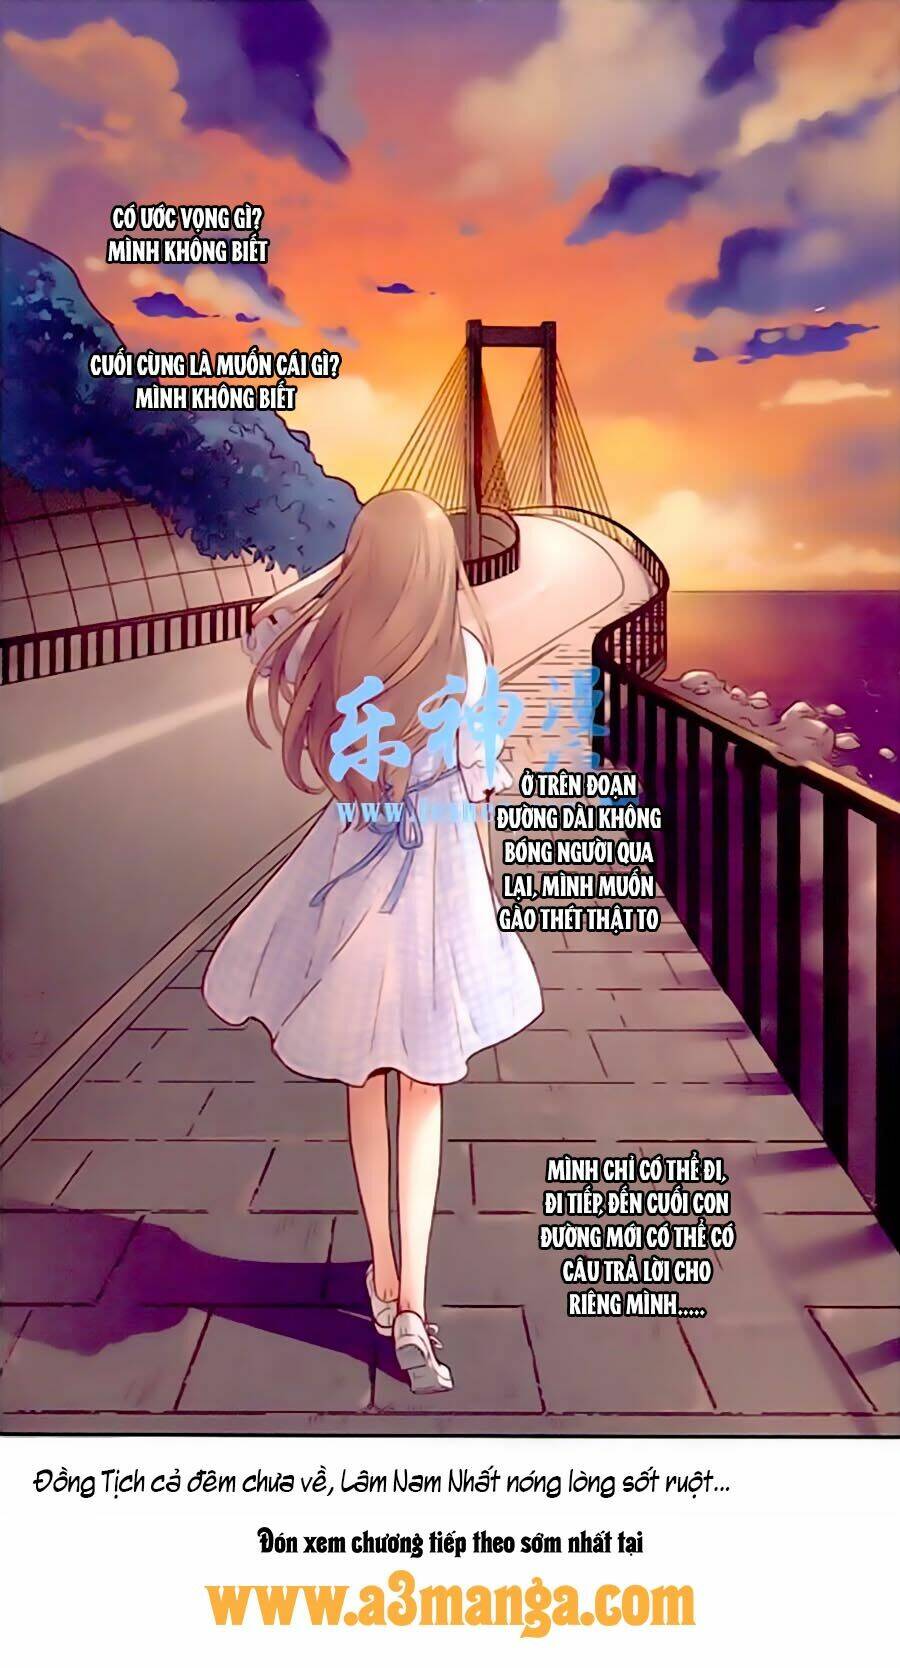 CÓ ƯỚC VỌNG GÌ?
MÌNH KHÔNG BIẾT
CUỐI CÙNG LÀ MUỐN CÁI GÌ?
MÌNH KHÔNG BIẾT
乐神漫
www.
Ở TRÊN ĐOẠN
ĐƯỜNG DÀI KHÔNG
BÓNG NGƯỜI QUA
LẠI, MÌNH MUỐN
GÀO THÉT THẬT TO
MÌNH CHỈ CÓ THỂ ĐI,
ĐI TIẾP, ĐẾN CUỐI CON
ĐƯỜNG MỚI CÓ THỂ CÓ
CÂU TRẢ LỜI CHO
RIÊNG MÌNH.....
Đồng Tịch cả đêm chưa về, Lâm Nam Nhất nóng lòng sốt ruột...
Đón xem chương tiếp theo sớm nhất tại
www.a3manga.com